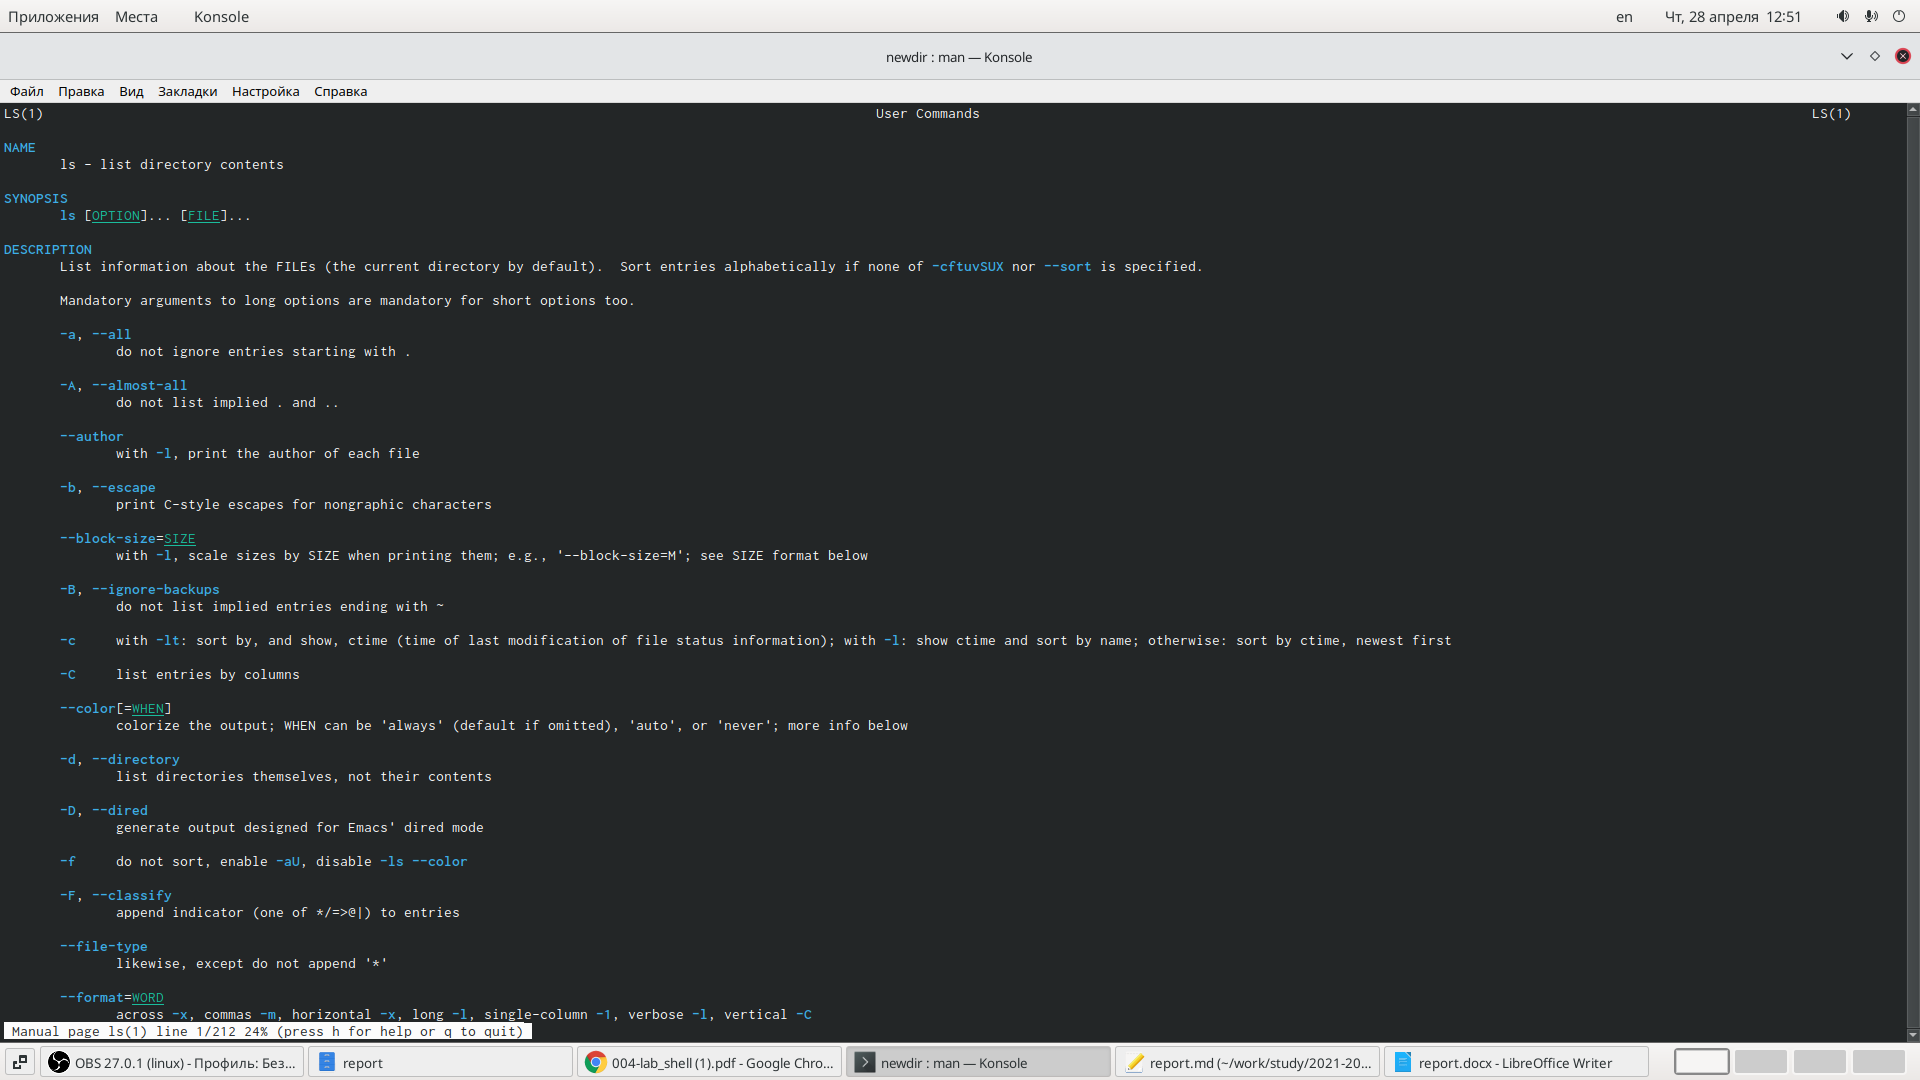 Приложения Места Konsole en Чт, 28 апреля 12:51
newdir : man — Konsole
Файл Правка Вид Закладки Настройка Справка
LS(1) User Commands LS(1)
NAME
ls - list directory contents
SYNOPSIS
ls [OPTION]... [FILE]...
DESCRIPTION
List information about the FILEs (the current directory by default).  Sort entries alphabetically if none of -cftuvSUX nor --sort is specified.
Mandatory arguments to long options are mandatory for short options too.
-a, --all
do not ignore entries starting with .
-A, --almost-all
do not list implied . and ..
--author
with -l, print the author of each file
-b, --escape
print C-style escapes for nongraphic characters
--block-size=SIZE
with -l, scale sizes by SIZE when printing them; e.g., '--block-size=M'; see SIZE format below
-B, --ignore-backups
do not list implied entries ending with ~
-c with -lt: sort by, and show, ctime (time of last modification of file status information); with -l: show ctime and sort by name; otherwise: sort by ctime, newest first
-C list entries by columns
--color[=WHEN]
colorize the output; WHEN can be 'always' (default if omitted), 'auto', or 'never'; more info below
-d, --directory
list directories themselves, not their contents
-D, --dired
generate output designed for Emacs' dired mode
-f do not sort, enable -aU, disable -ls --color
-F, --classify
append indicator (one of */=>@|) to entries
--file-type
likewise, except do not append '*'
--format=WORD
across -x, commas -m, horizontal -x, long -l, single-column -1, verbose -l, vertical -C
Manual page ls(1) line 1/212 24% (press h for help or q to quit)
OBS 27.0.1 (linux) - Профиль: Без... report 004-lab_shell (1).pdf - Google Chro... newdir : man — Konsole report.md (~/work/study/2021-20... report.docx - LibreOffice Writer